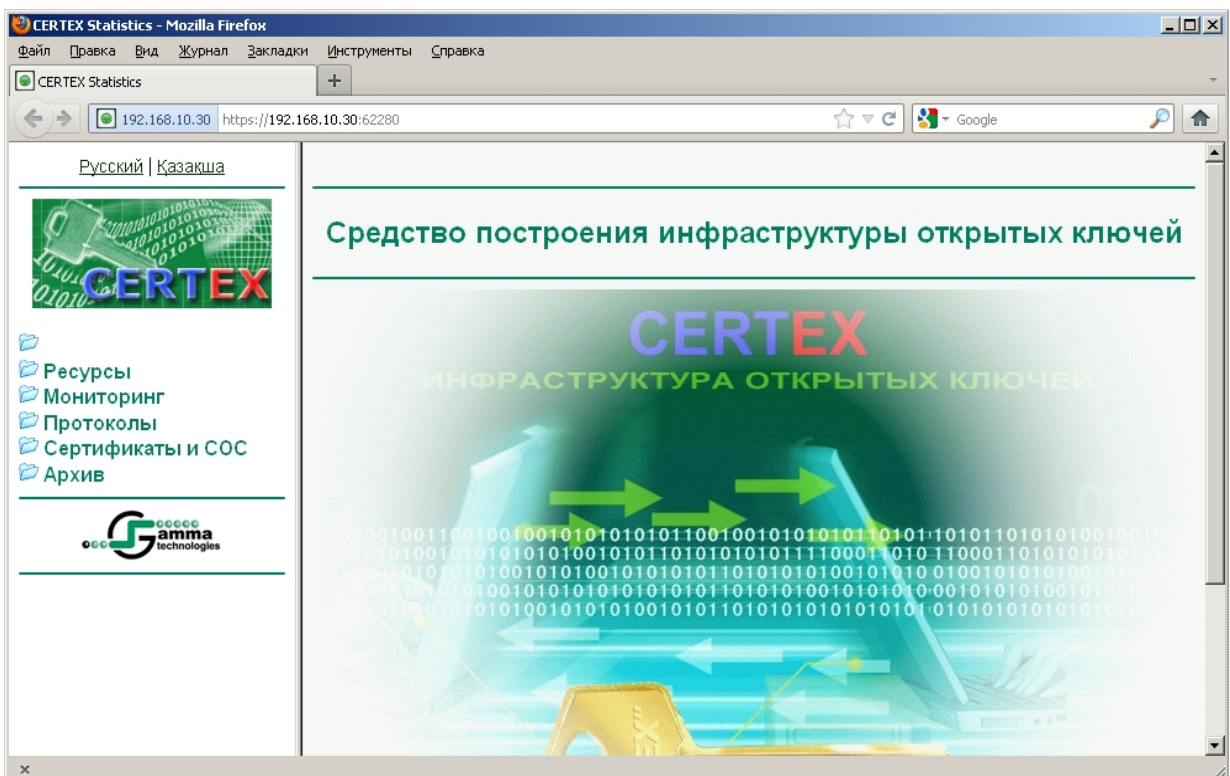 CERTEX Statistics - Mozilla Firefox
Файл Правка Вид Журнал Закладки Инструменты Справка
CERTEX Statistics
192.168.10.30 https://192.168.10.30:62280
Google
Русский | Қазақша
CERTEX
Ресурсы
Мониторинг
Протоколы
Сертификаты и СОС
Архив
Gamma
technologies
Средство построения инфраструктуры открытых ключей
CERTEX
ИНФРАСТРУКТУРА ОТКРЫТЫХ КЛЮЧЕЙ